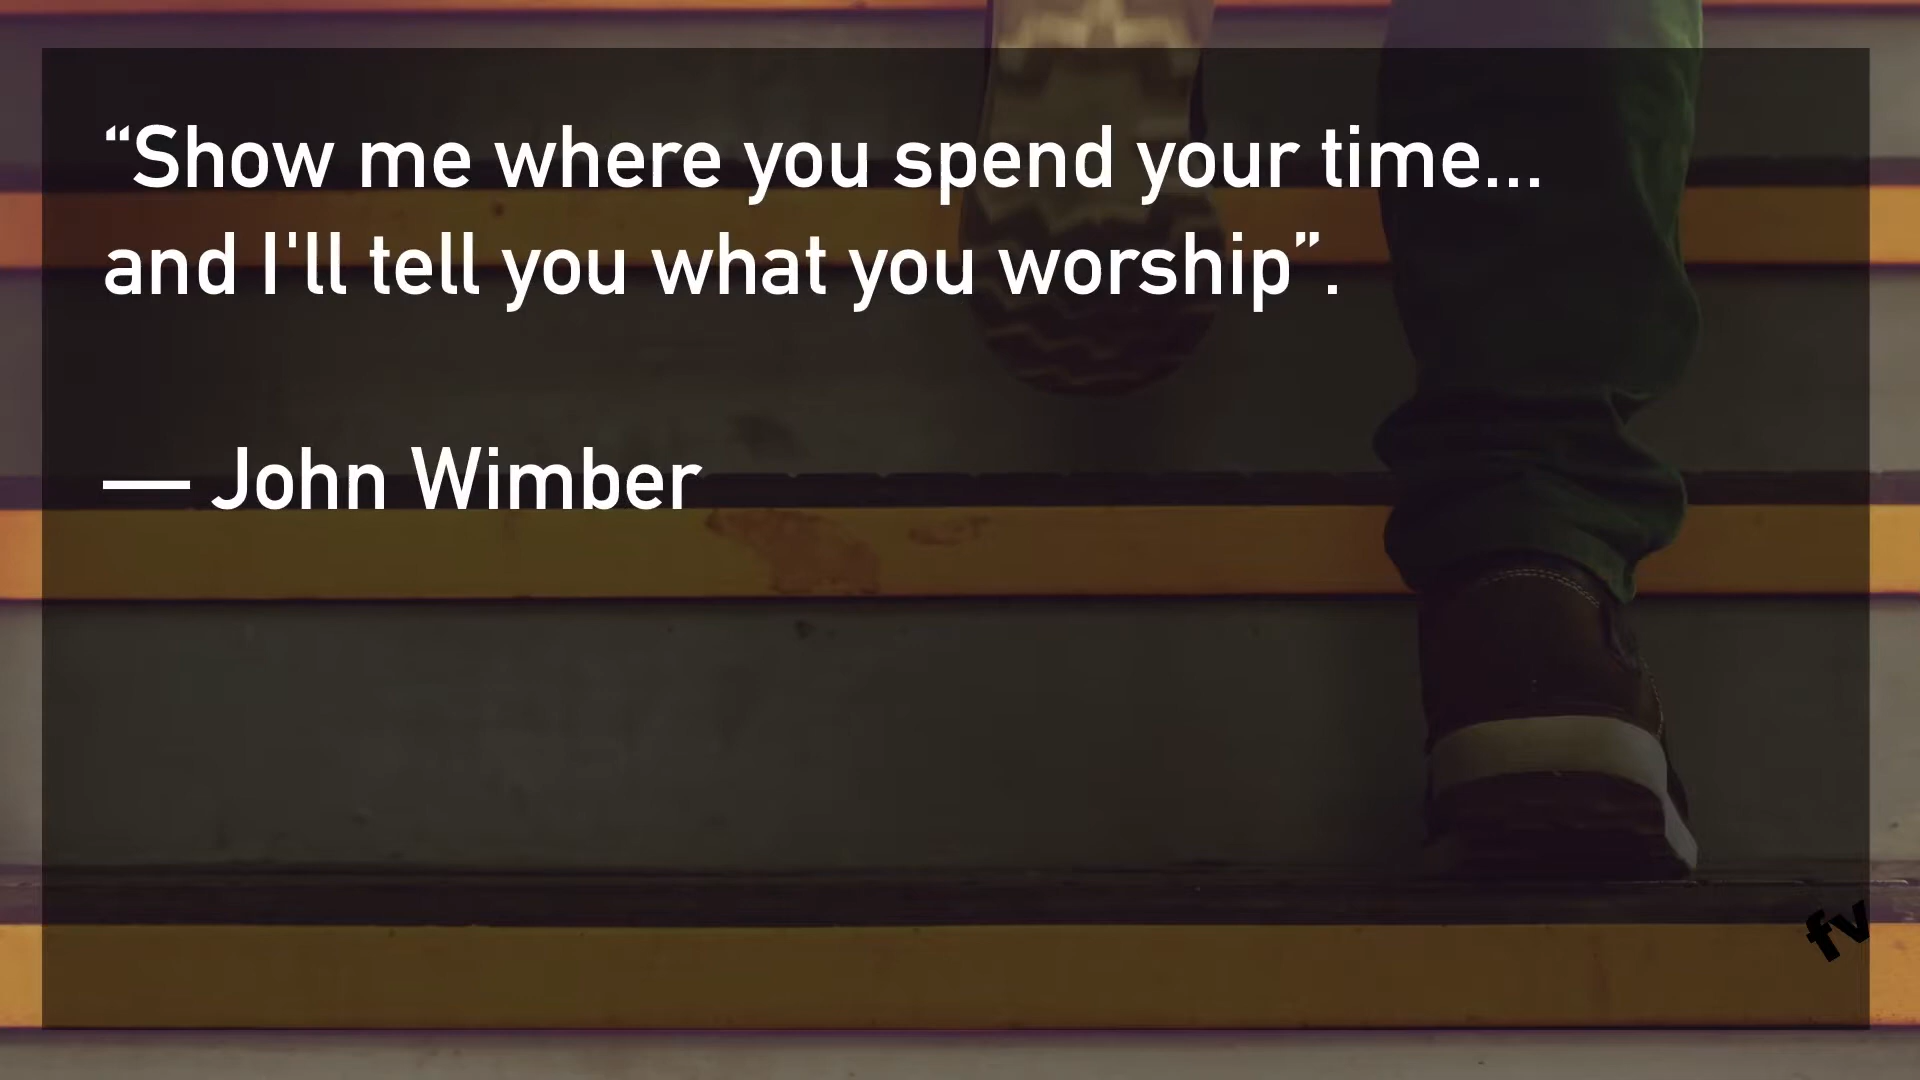 “Show me where you spend your time...
and I'll tell you what you worship”.
— John Wimber
fv